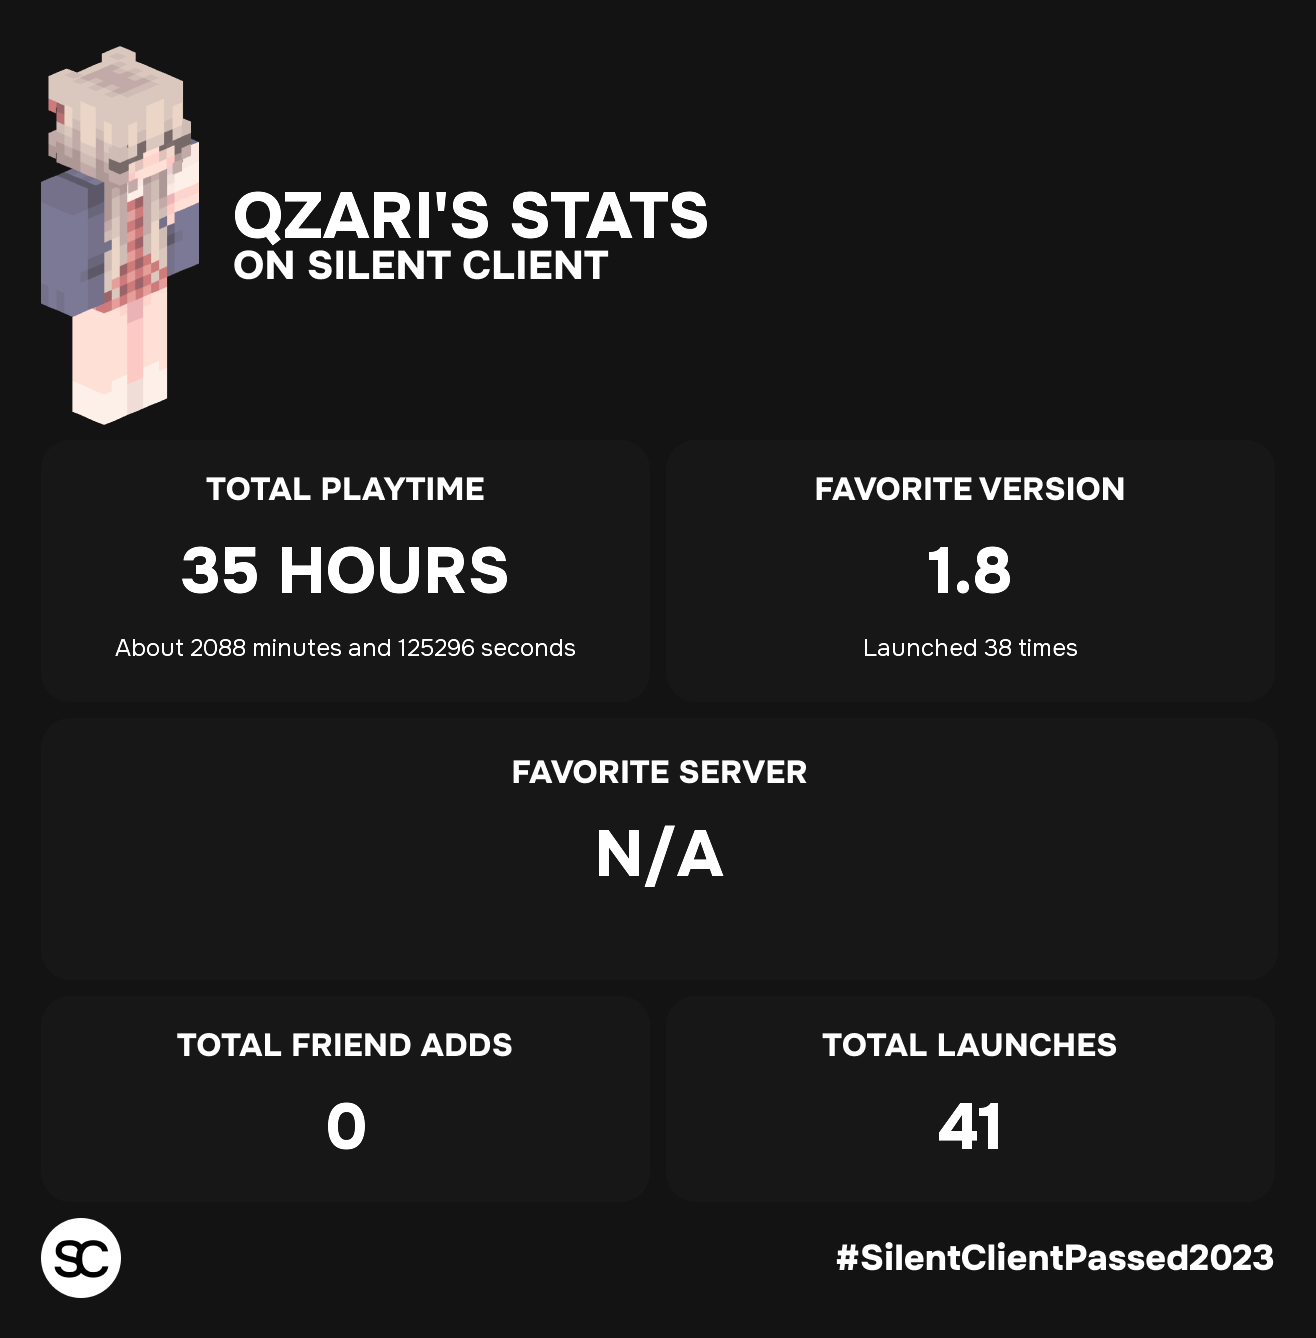 QZARI'S STATS
ON SILENT CLIENT
TOTAL PLAYTIME
35 HOURS
About 2088 minutes and 125296 seconds
FAVORITE VERSION
1.8
Launched 38 times
FAVORITE SERVER
N/A
TOTAL FRIEND ADDS
0
TOTAL LAUNCHES
41
SC
#SilentClientPassed2023